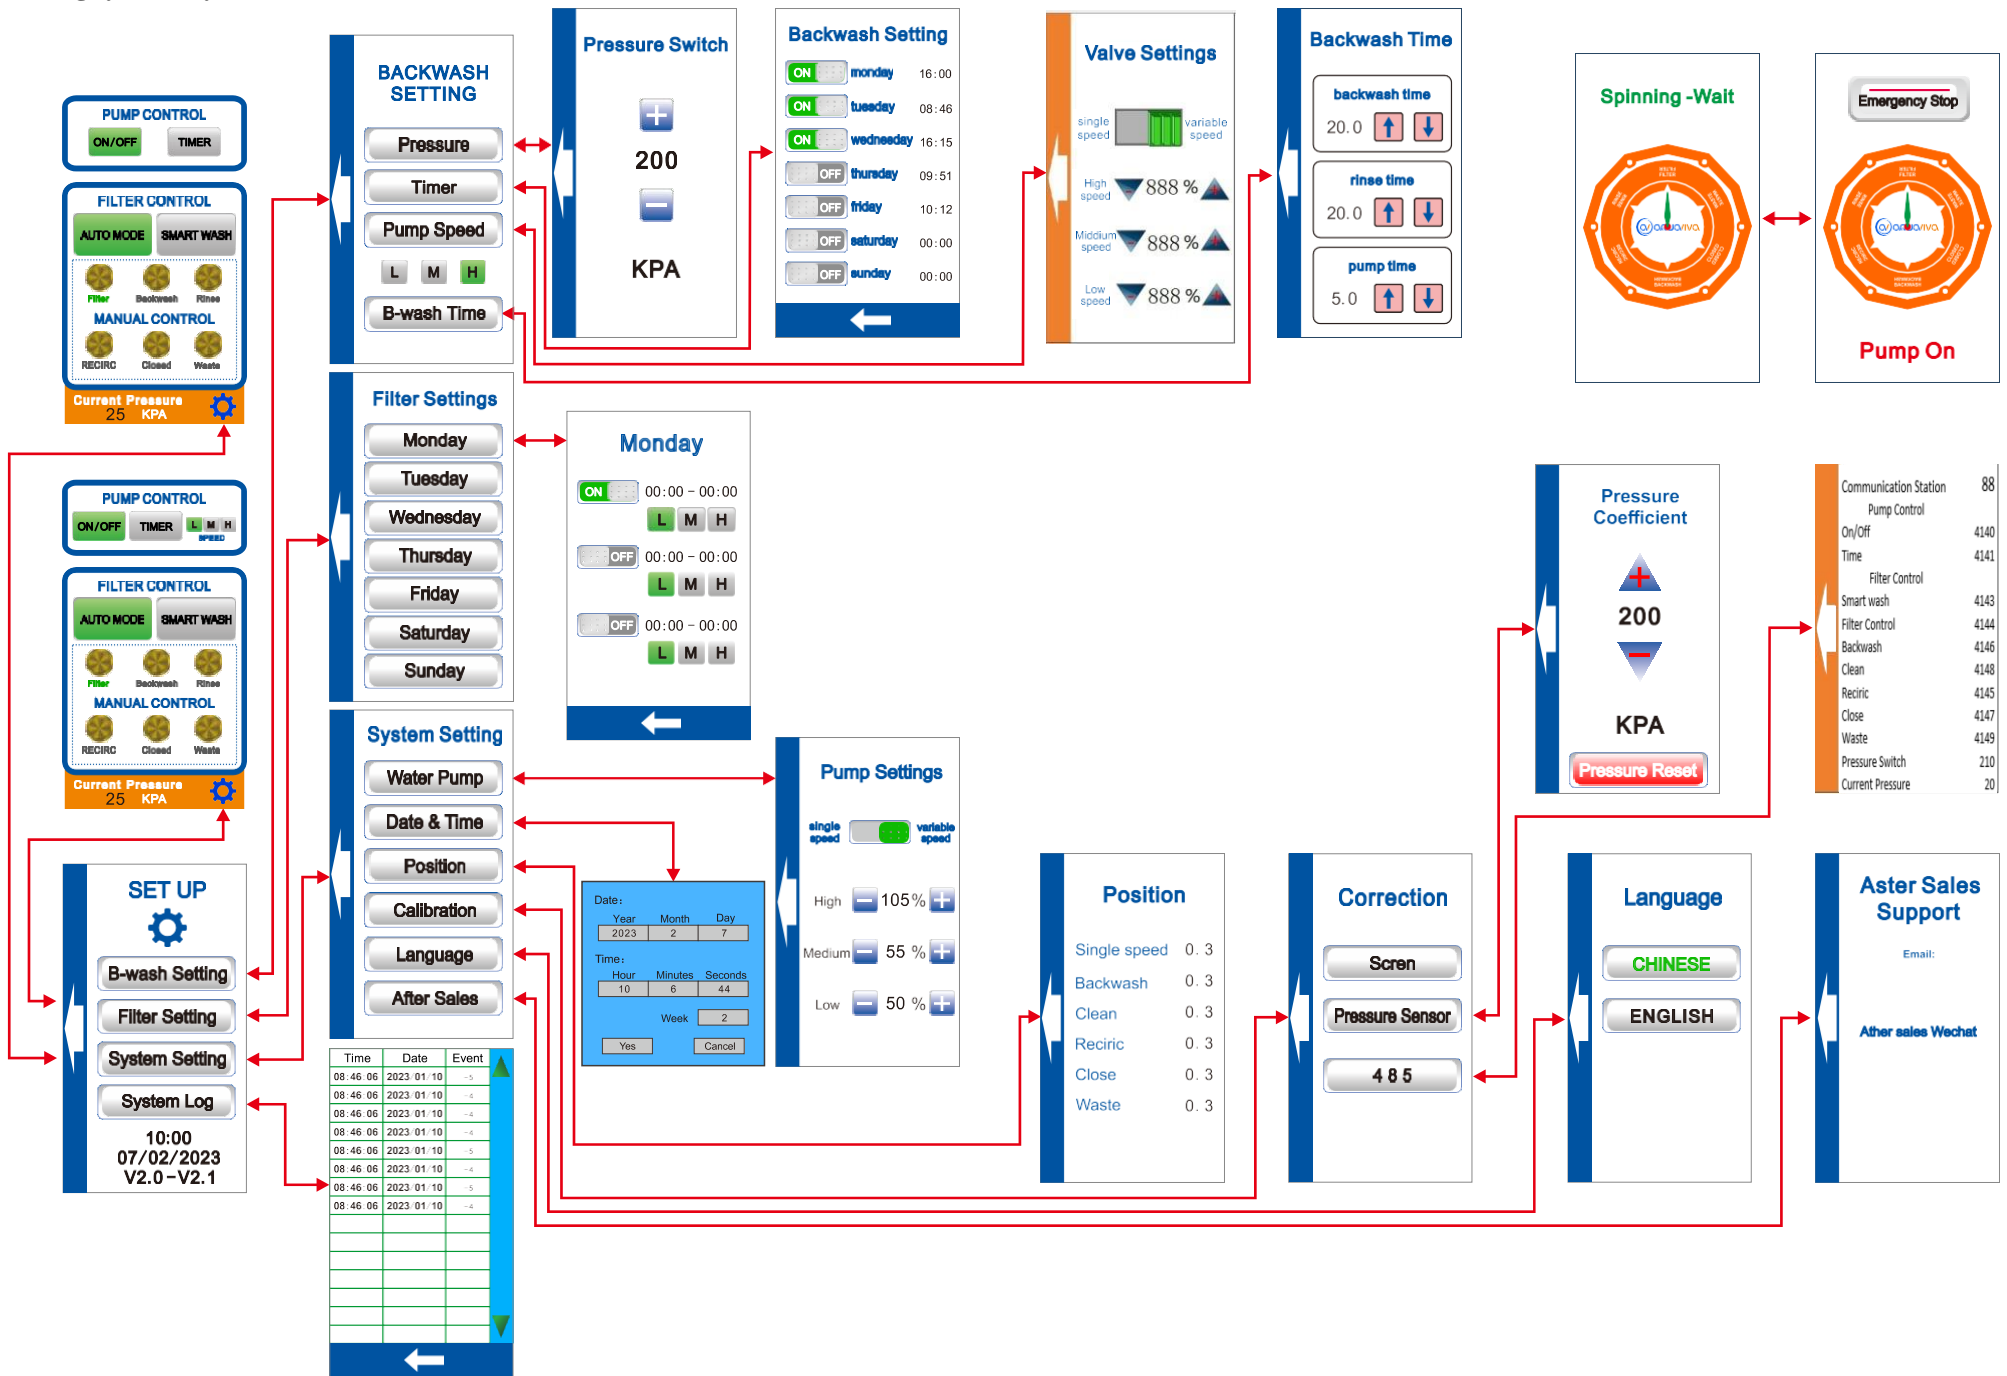 PUMP CONTROL
ON/OFF TIMER
FILTER CONTROL
AUTO MODE SMART WASH
Filter Backwash Rinse
MANUAL CONTROL
RECIRC Closed Waste
Current Pressure
25 KPA
PUMP CONTROL
ON/OFF TIMER L M H
SPEED
FILTER CONTROL
AUTO MODE SMART WASH
Filter Backwash Rinse
MANUAL CONTROL
RECIRC Closed Waste
Current Pressure
25 KPA
SET UP
B-wash Setting
Filter Setting
System Setting
System Log
10:00
07/02/2023
V2.0-V2.1
BACKWASH
SETTING
Pressure
Timer
Pump Speed
L M H
B-wash Time
Pressure Switch
200
KPA
Backwash Setting
ON monday 16:00
ON tuesday 08:46
ON wednesday 16:15
OFF thursday 09:51
OFF friday 10:12
OFF saturday 00:00
OFF sunday 00:00
Valve Settings
single speed variable speed
High speed 888 %
Middium speed 888 %
Low speed 888 %
Backwash Time
backwash time
20.0
rinse time
20.0
pump time
5.0
Spinning -Wait
Emergency Stop
Pump On
Filter Settings
Monday
Tuesday
Wednesday
Thursday
Friday
Saturday
Sunday
Monday
ON 00:00-00:00
L M H
OFF 00:00-00:00
L M H
OFF 00:00-00:00
L M H
System Setting
Water Pump
Date & Time
Position
Calibration
Language
After Sales
Time Date Event
08:46:06 2023/01/10 -5
08:46:06 2023/01/10 -4
08:46:06 2023/01/10 -4
08:46:06 2023/01/10 -4
08:46:06 2023/01/10 -5
08:46:06 2023/01/10 -4
08:46:06 2023/01/10 -5
08:46:06 2023/01/10 -4
Date:
Year Month Day
2023 2 7
Time:
Hour Minutes Seconds
10 6 44
Week 2
Yes Cancel
Pump Settings
single speed variable speed
High 105%
Medium 55 %
Low 50 %
Position
Single speed 0.3
Backwash 0.3
Clean 0.3
Reciric 0.3
Close 0.3
Waste 0.3
Correction
Scren
Pressure Sensor
485
Pressure
Coefficient
200
KPA
Pressure Reset
Communication Station 88
Pump Control
On/Off 4140
Time 4141
Filter Control
Smart wash 4143
Filter Control 4144
Backwash 4146
Clean 4148
Reciric 4145
Close 4147
Waste 4149
Pressure Switch 210
Current Pressure 20
Language
CHINESE
ENGLISH
Aster Sales
Support
Email:
Ather sales Wechat